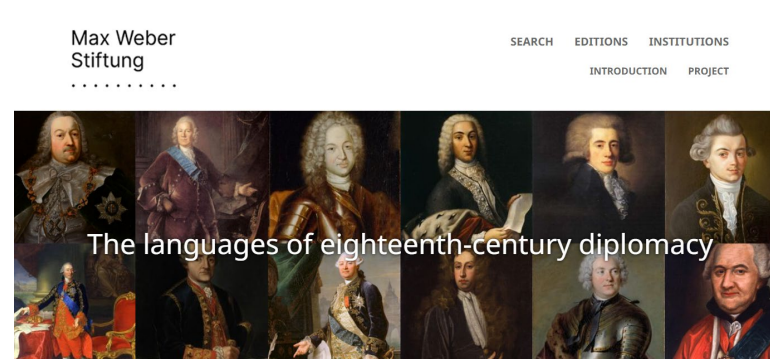 Max Weber
Stiftung
SEARCH EDITIONS INSTITUTIONS
INTRODUCTION PROJECT
The languages of eighteenth-century diplomacy